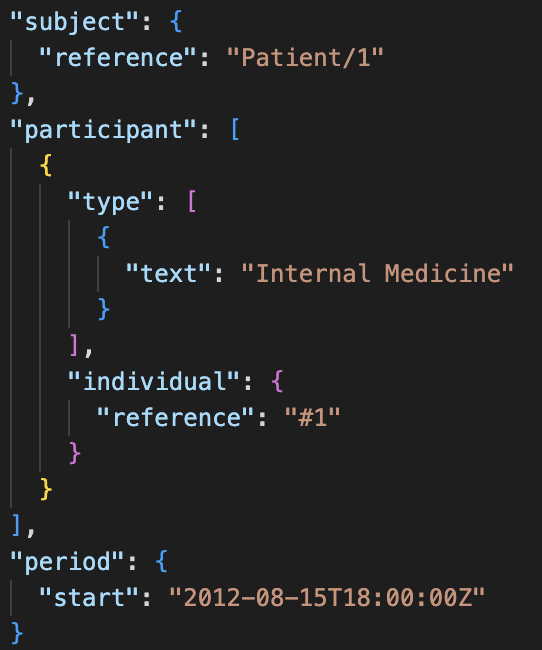 "subject": {
  "reference": "Patient/1"
},
"participant": [
  {
    "type": [
      {
        "text": "Internal Medicine"
      }
    ],
    "individual": {
      "reference": "#1"
    }
  }
],
"period": {
  "start": "2012-08-15T18:00:00Z"
}